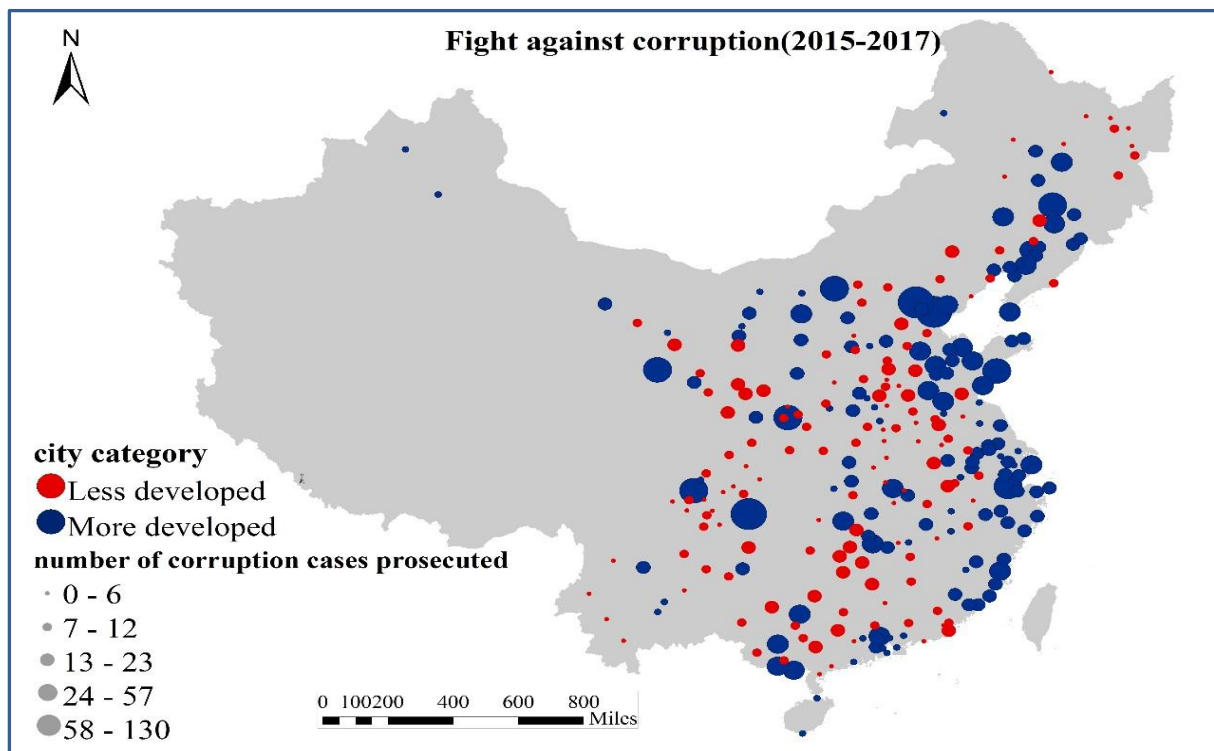 Fight against corruption(2015-2017)
N
city category
Less developed
More developed
number of corruption cases prosecuted
0 - 6
7 - 12
13 - 23
24 - 57
58 - 130
0 100200 400 600 800
Miles